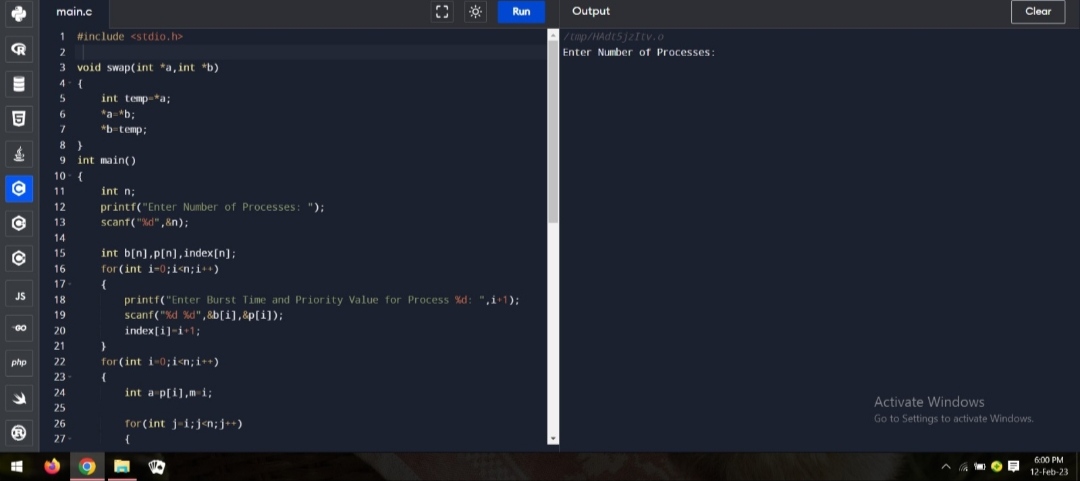 main.c
Run
Output
Clear
1 #include <stdio.h>
2
3 void swap(int *a,int *b)
4 {
5 int temp=*a;
6 *a=*b;
7 *b=temp;
8 }
9 int main()
10 {
11 int n;
12 printf("Enter Number of Processes: ");
13 scanf("%d",&n);
14
15 int b[n],p[n],index[n];
16 for(int i=0;i<n;i++)
17 {
18 printf("Enter Burst Time and Priority Value for Process %d: ",i+1);
19 scanf("%d %d",&b[i],&p[i]);
20 index[i]=i+1;
21 }
22 for(int i=0;i<n;i++)
23 {
24 int a=p[i],m=i;
25
26 for(int j=i;j<n;j++)
27 {
Enter Number of Processes:
JS
GO
php
Activate Windows
Go to Settings to activate Windows.
6:00 PM
12-Feb-23